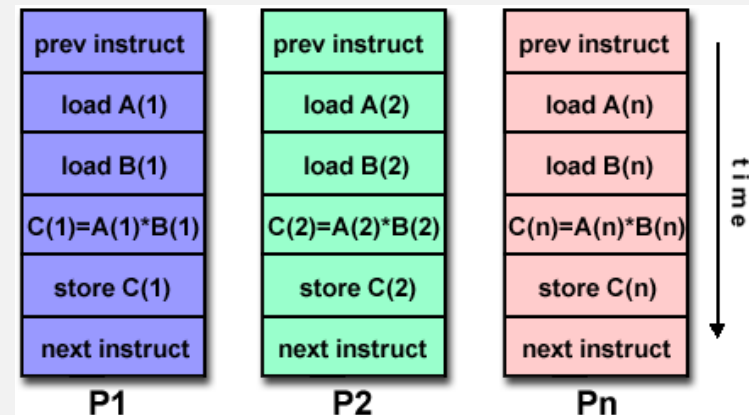 prev instruct
load A(1)
load B(1)
C(1)=A(1)*B(1)
store C(1)
next instruct
P1
prev instruct
load A(2)
load B(2)
C(2)=A(2)*B(2)
store C(2)
next instruct
P2
prev instruct
load A(n)
load B(n)
C(n)=A(n)*B(n)
store C(n)
next instruct
Pn
time